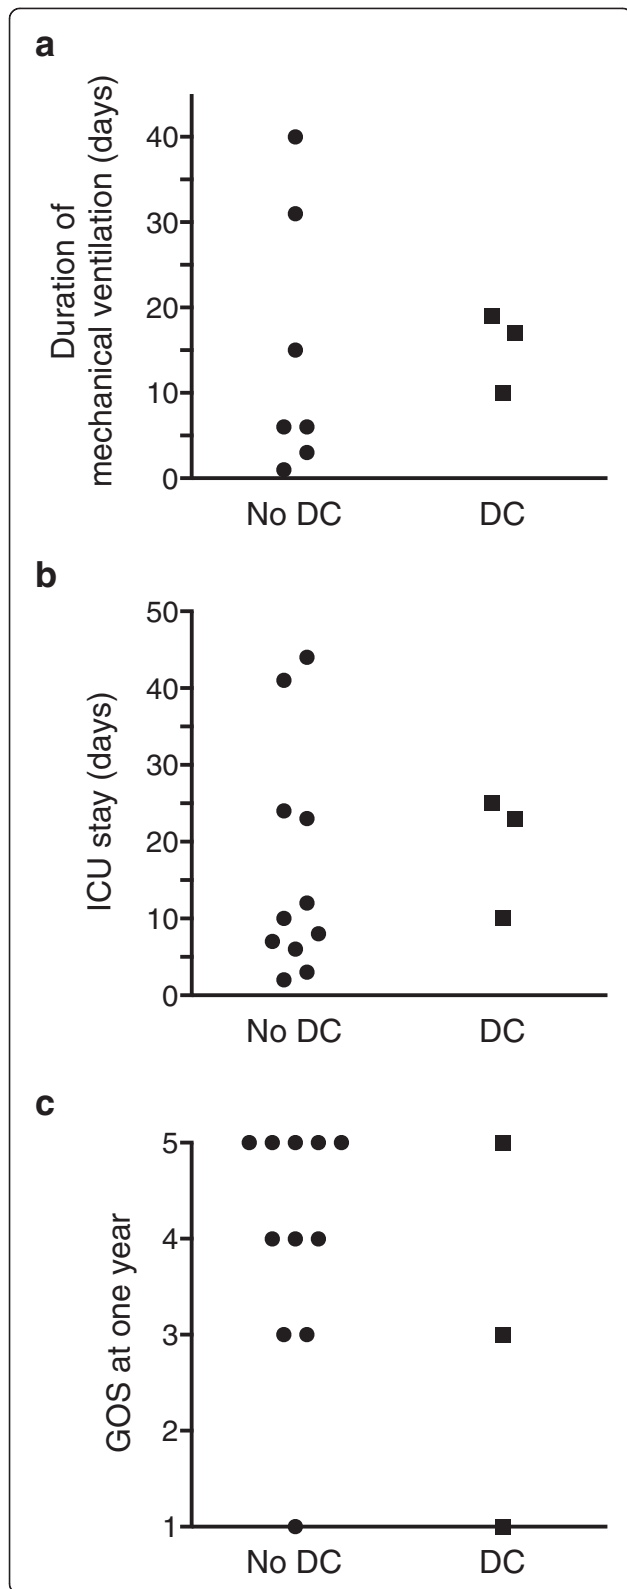 a
Duration of
mechanical ventilation (days)
40
30
20
10
0
No DC DC
b
ICU stay (days)
50
40
30
20
10
0
No DC DC
c
GOS at one year
5
4
3
2
1
No DC DC